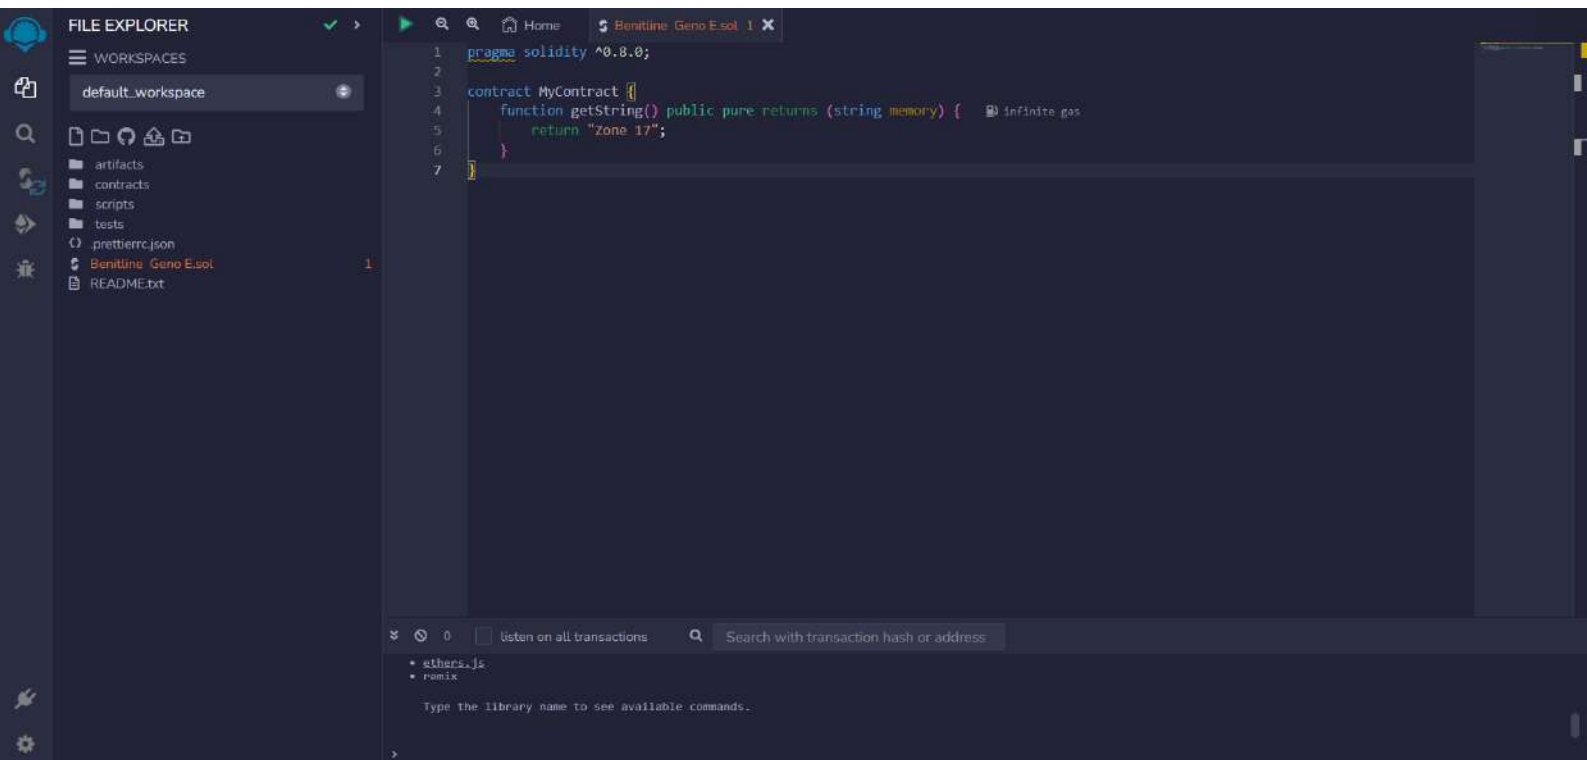 FILE EXPLORER
WORKSPACES
default_workspace
artifacts
contracts
scripts
tests
.prettierrc.json
Benitline Geno E.sol 1
README.txt
Home
Benitline Geno E.sol 1
1 pragma solidity ^0.8.0;
2
3 contract MyContract {
4 function getString() public pure returns (string memory) { infinite gas
5 return "Zone 17";
6 }
7 }
0 listen on all transactions Search with transaction hash or address
• ethers.js
• remix
Type the library name to see available commands.
>